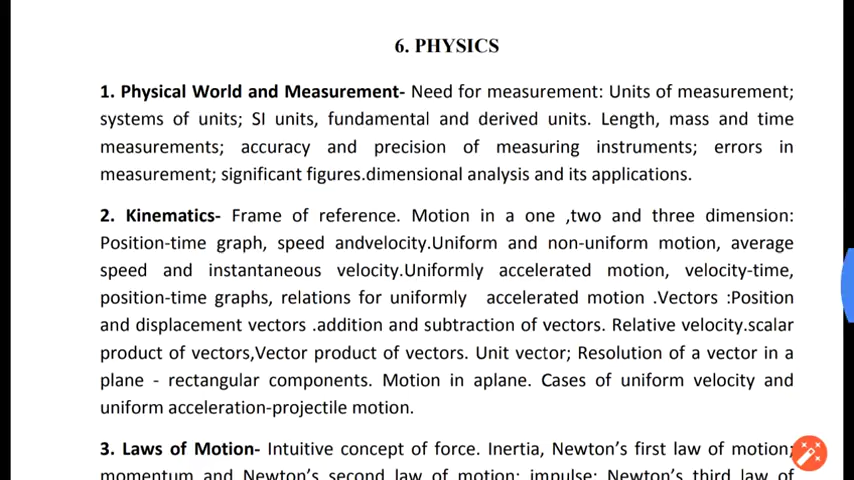 6. PHYSICS
1. Physical World and Measurement- Need for measurement: Units of measurement;
systems of units; SI units, fundamental and derived units. Length, mass and time
measurements; accuracy and precision of measuring instruments; errors in
measurement; significant figures.dimensional analysis and its applications.
2. Kinematics- Frame of reference. Motion in a one ,two and three dimension:
Position-time graph, speed andvelocity.Uniform and non-uniform motion, average
speed and instantaneous velocity.Uniformly accelerated motion, velocity-time,
position-time graphs, relations for uniformly accelerated motion .Vectors :Position
and displacement vectors .addition and subtraction of vectors. Relative velocity.scalar
product of vectors,Vector product of vectors. Unit vector; Resolution of a vector in a
plane - rectangular components. Motion in aplane. Cases of uniform velocity and
uniform acceleration-projectile motion.
3. Laws of Motion- Intuitive concept of force. Inertia, Newton’s first law of motion;
momentum and Newton’s second law of motion; impulse; Newton’s third law of